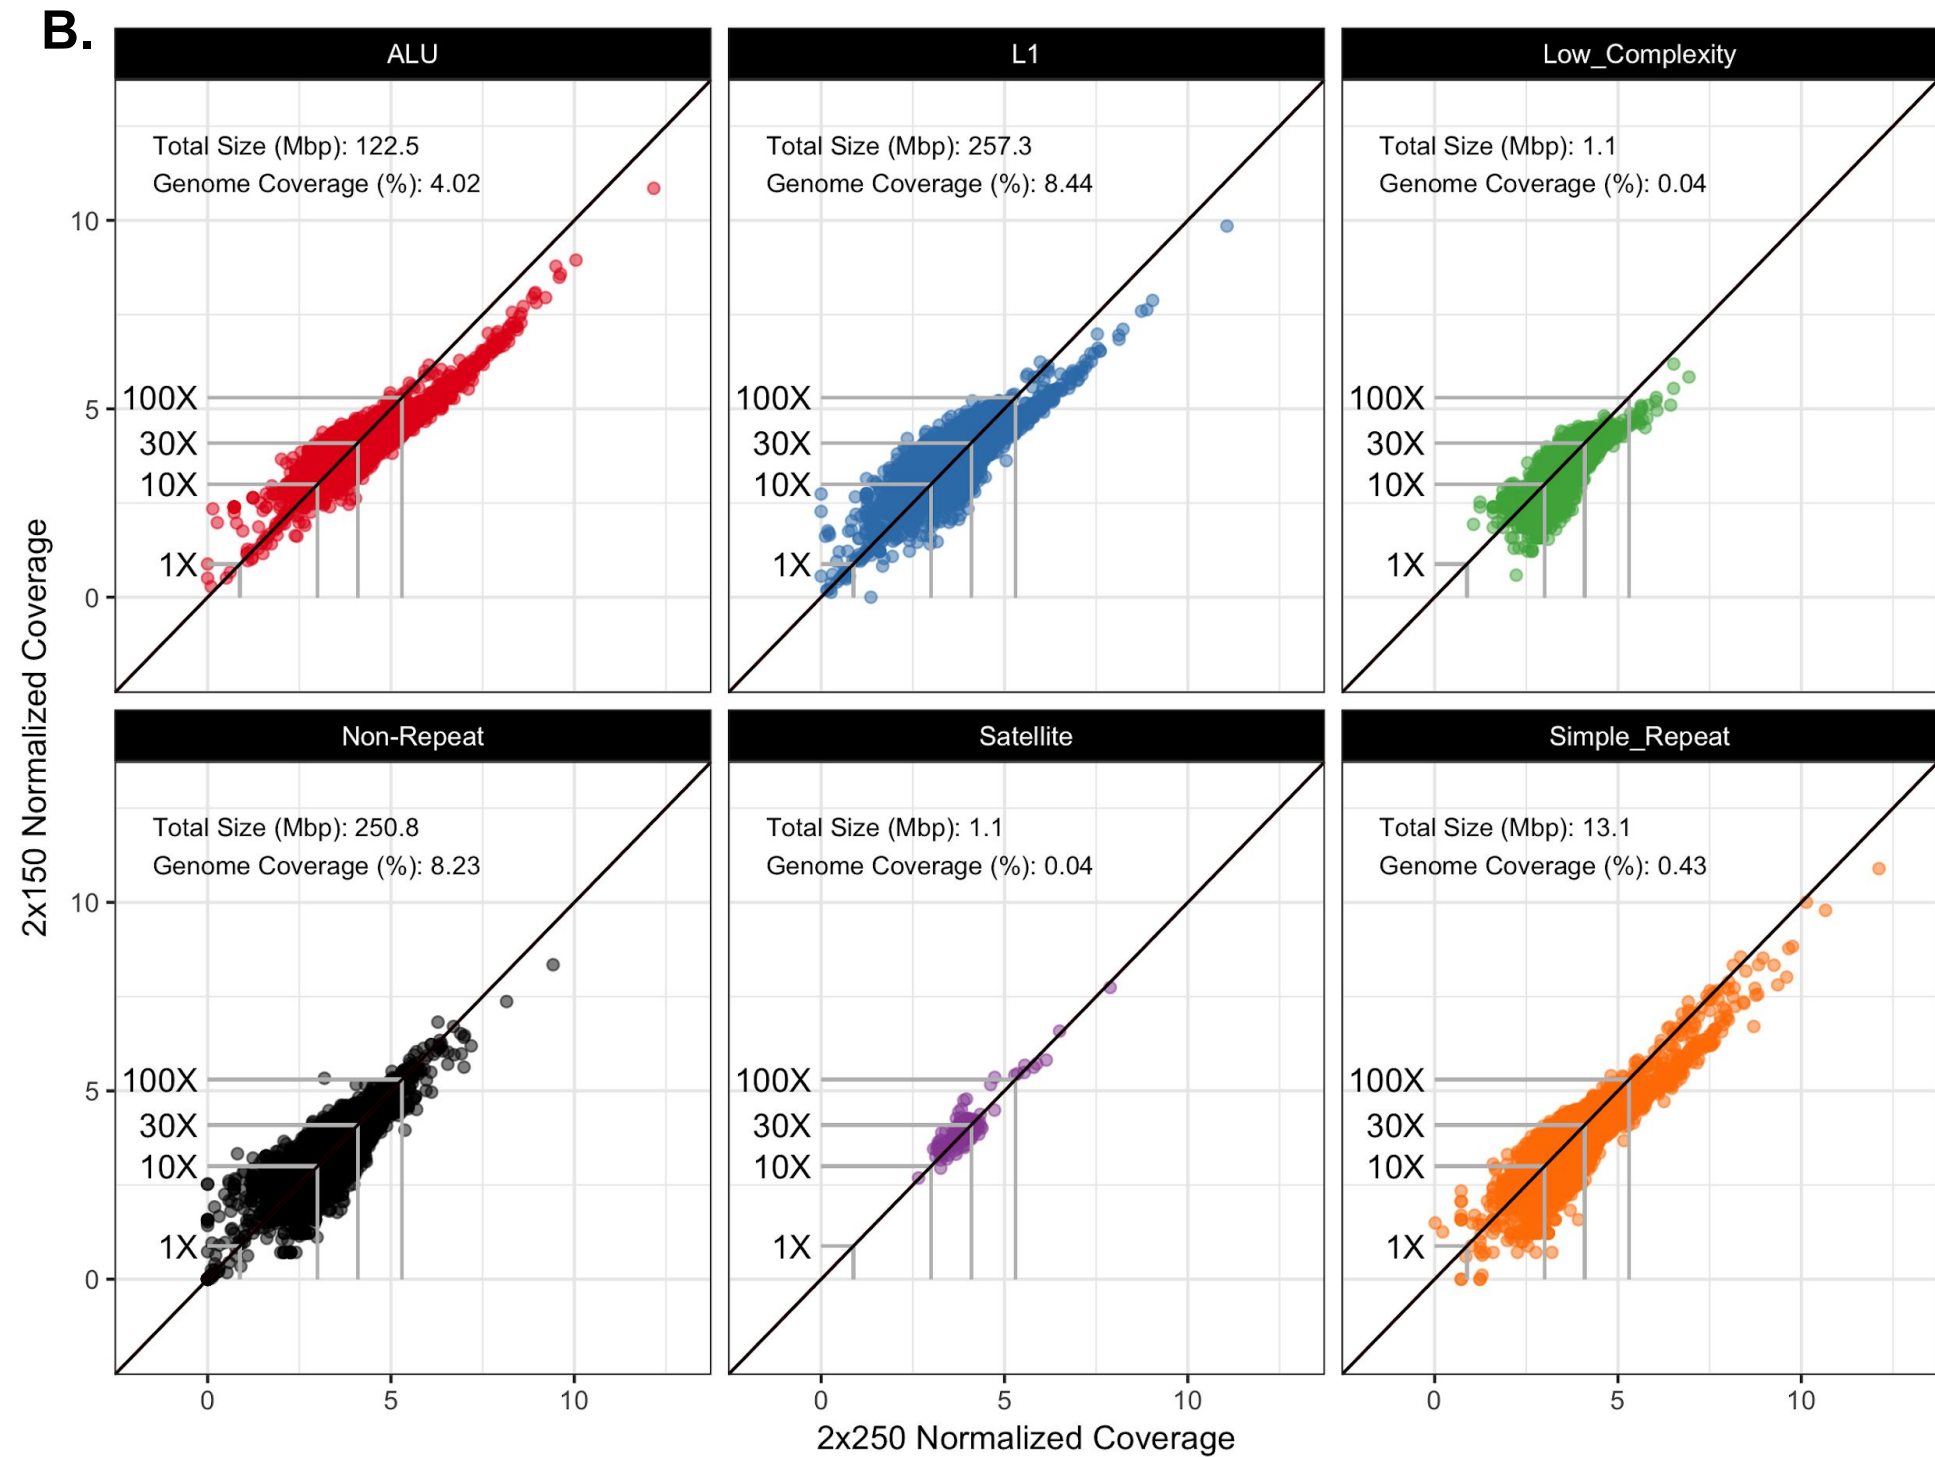 B.
ALU
L1
Low_Complexity
Total Size (Mbp): 122.5
Genome Coverage (%): 4.02
Total Size (Mbp): 257.3
Genome Coverage (%): 8.44
Total Size (Mbp): 1.1
Genome Coverage (%): 0.04
10
5
0
100X
30X
10X
1X
100X
30X
10X
1X
100X
30X
10X
1X
2x150 Normalized Coverage
Non-Repeat
Satellite
Simple_Repeat
Total Size (Mbp): 250.8
Genome Coverage (%): 8.23
Total Size (Mbp): 1.1
Genome Coverage (%): 0.04
Total Size (Mbp): 13.1
Genome Coverage (%): 0.43
10
5
0
100X
30X
10X
1X
100X
30X
10X
1X
100X
30X
10X
1X
0 5 10
0 5 10
0 5 10
2x250 Normalized Coverage